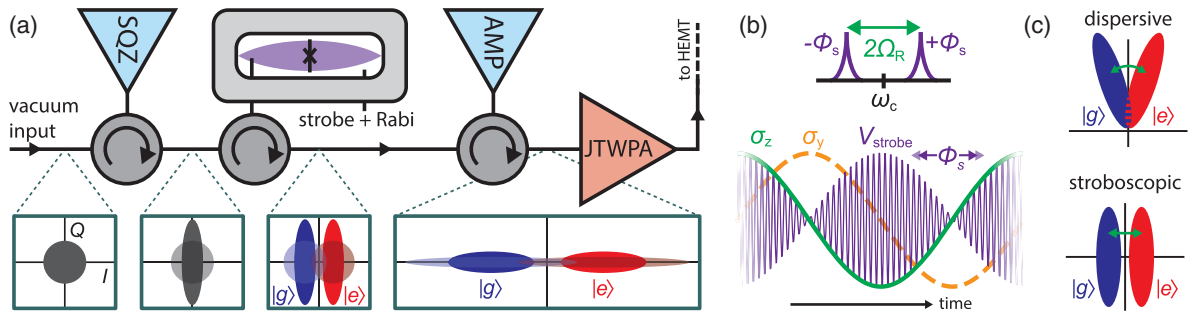 (a)
SQZ
AMP
to HEMT
vacuum
input
strobe + Rabi
JTWPA
Q
I
|g⟩
|e⟩
|g⟩
|e⟩
(b)
-Φs
2ΩR
+Φs
ωc
σz
σy
Vstrobe
Φs
time
(c)
dispersive
|g⟩
|e⟩
stroboscopic
|g⟩
|e⟩